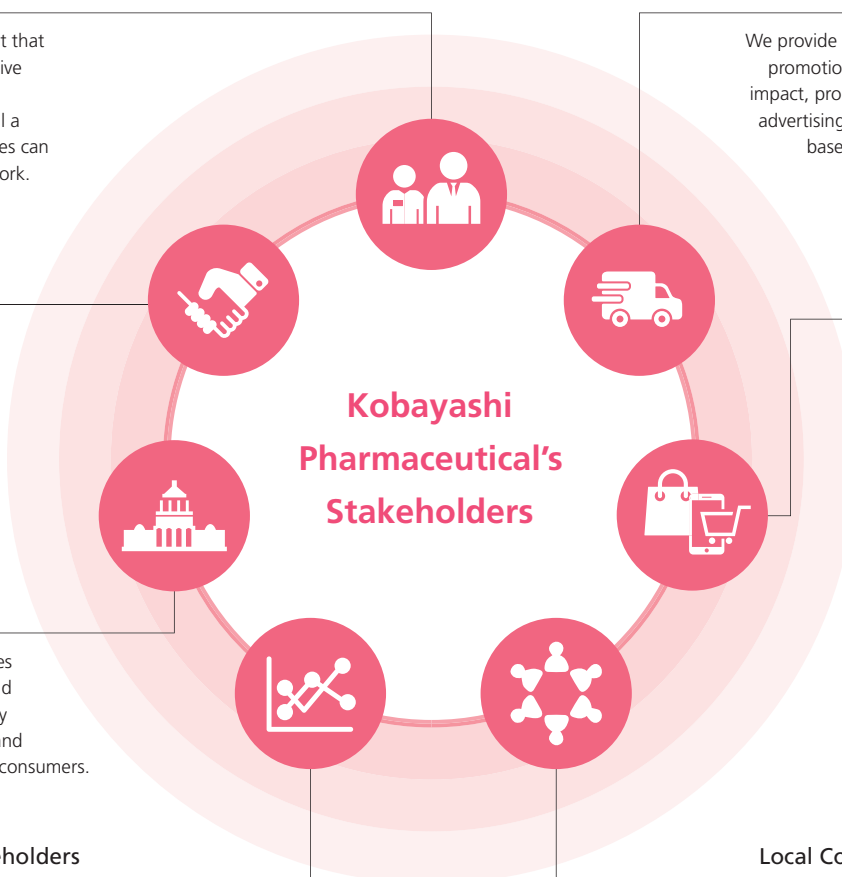 t that
ive
l a
es can
ork.
We provide
promotio
impact, pro
advertising
base
Kobayashi
Pharmaceutical's
Stakeholders
es
d
y
and
consumers.
eholders
Local Co